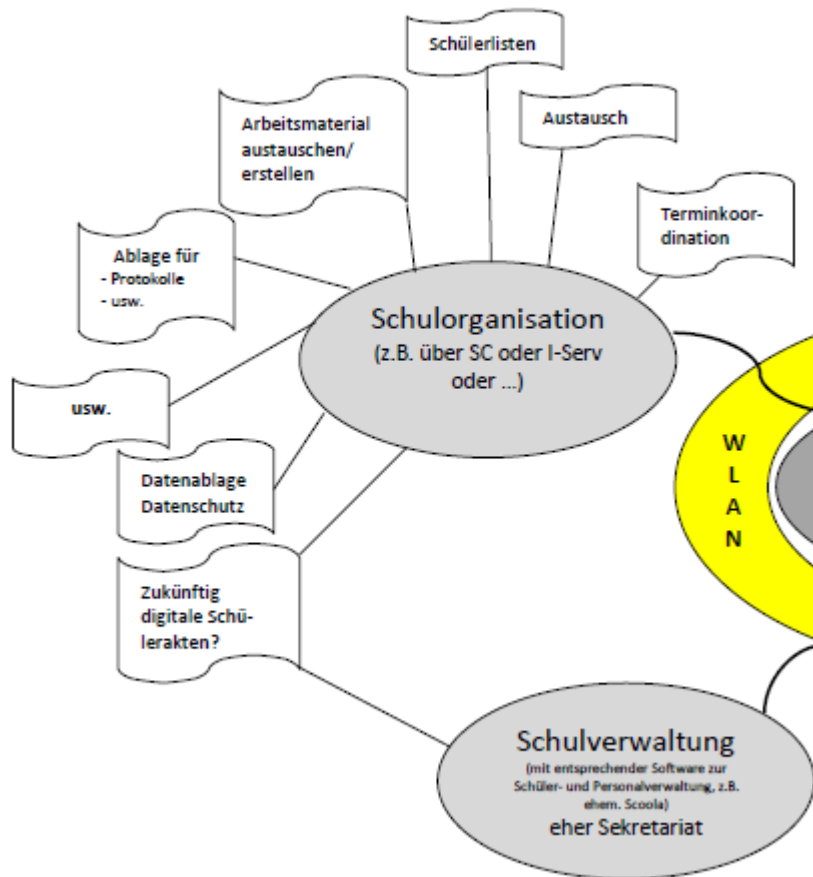 Schülerlisten
Arbeitsmaterial
austauschen/
erstellen
Austausch
Terminkoor-
dination
Ablage für
- Protokolle
- usw.
Schulorganisation
(z.B. über SC oder I-Serv
oder ...)
usw.
Datenablage
Datenschutz
W
L
A
N
Zukünftig
digitale Schü-
lerakten?
Schulverwaltung
(mit entsprechender Software zur
Schüler- und Personalverwaltung, z.B.
ehem. Scoola)
eher Sekretariat